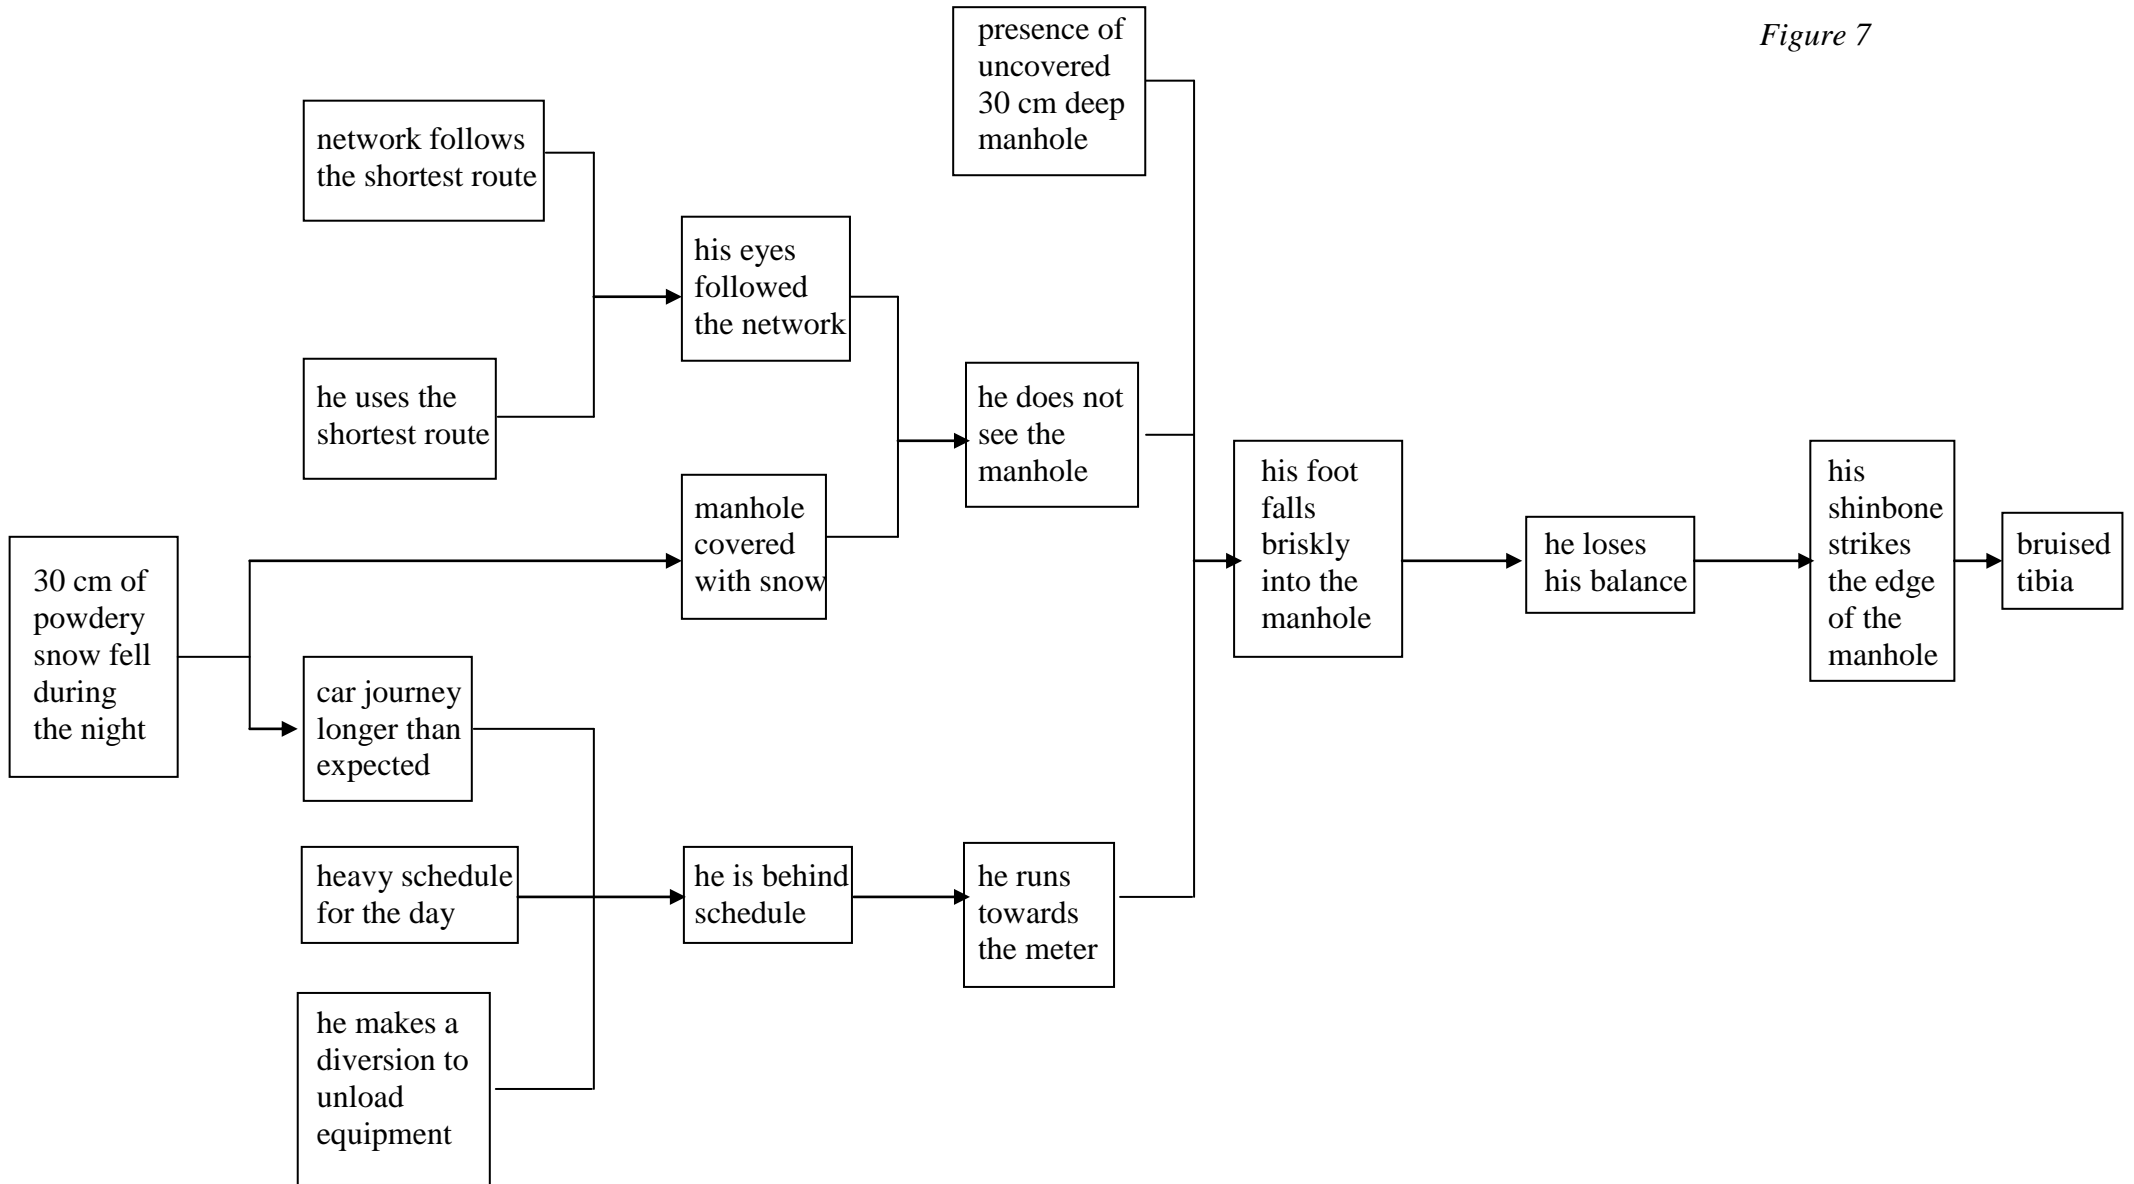 Figure 7
presence of
uncovered
30 cm deep
manhole
network follows
the shortest route
his eyes
followed
the network
he uses the
shortest route
he does not
see the
manhole
manhole
covered
with snow
30 cm of
powdery
snow fell
during
the night
his foot
falls
briskly
into the
manhole
he loses
his balance
his
shinbone
strikes
the edge
of the
manhole
bruised
tibia
car journey
longer than
expected
heavy schedule
for the day
he is behind
schedule
he runs
towards
the meter
he makes a
diversion to
unload
equipment